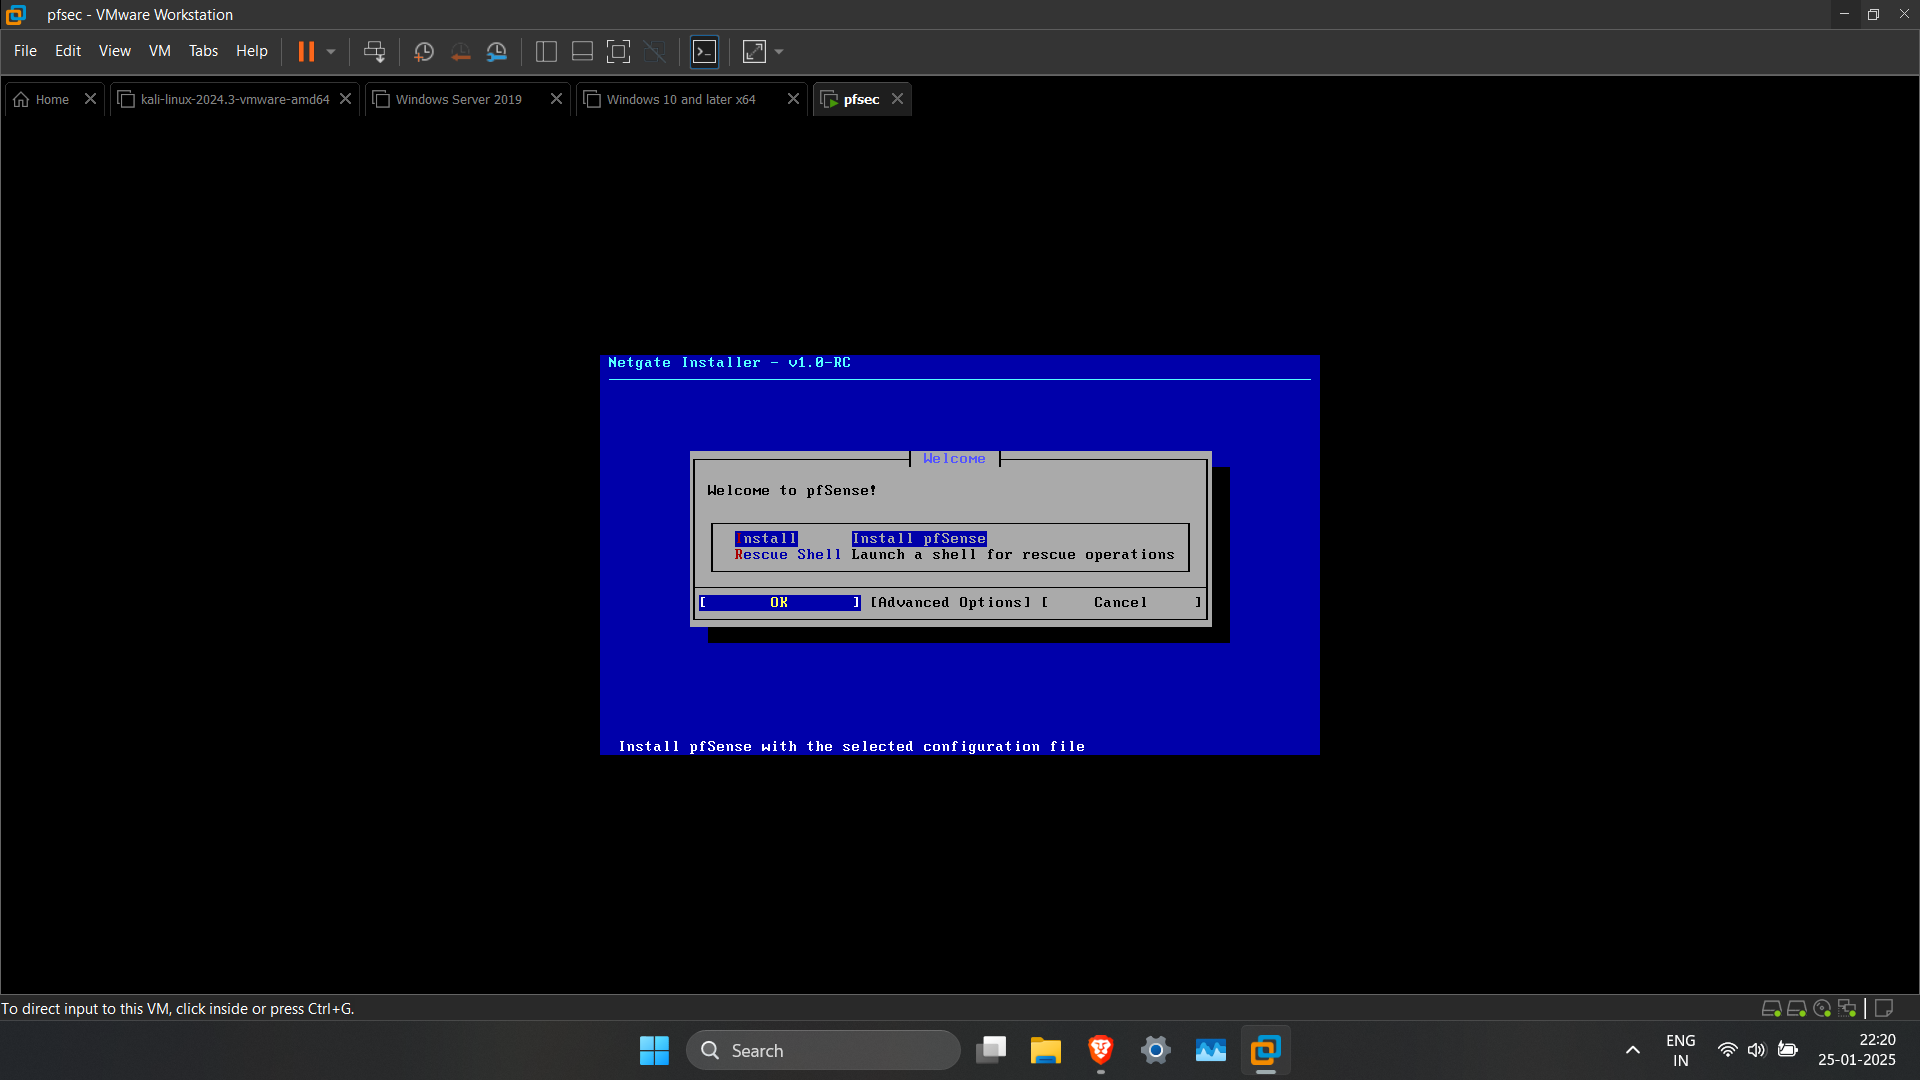 pfsec - VMware Workstation
File Edit View VM Tabs Help
Home kali-linux-2024.3-vmware-amd64 Windows Server 2019 Windows 10 and later x64 pfsec
Netgate Installer - v1.0-RC
Welcome
Welcome to pfSense!
Install Install pfSense
Rescue Shell Launch a shell for rescue operations
[ OK ] [Advanced Options] [ Cancel ]
Install pfSense with the selected configuration file
To direct input to this VM, click inside or press Ctrl+G.
Search
ENG
IN
22:20
25-01-2025